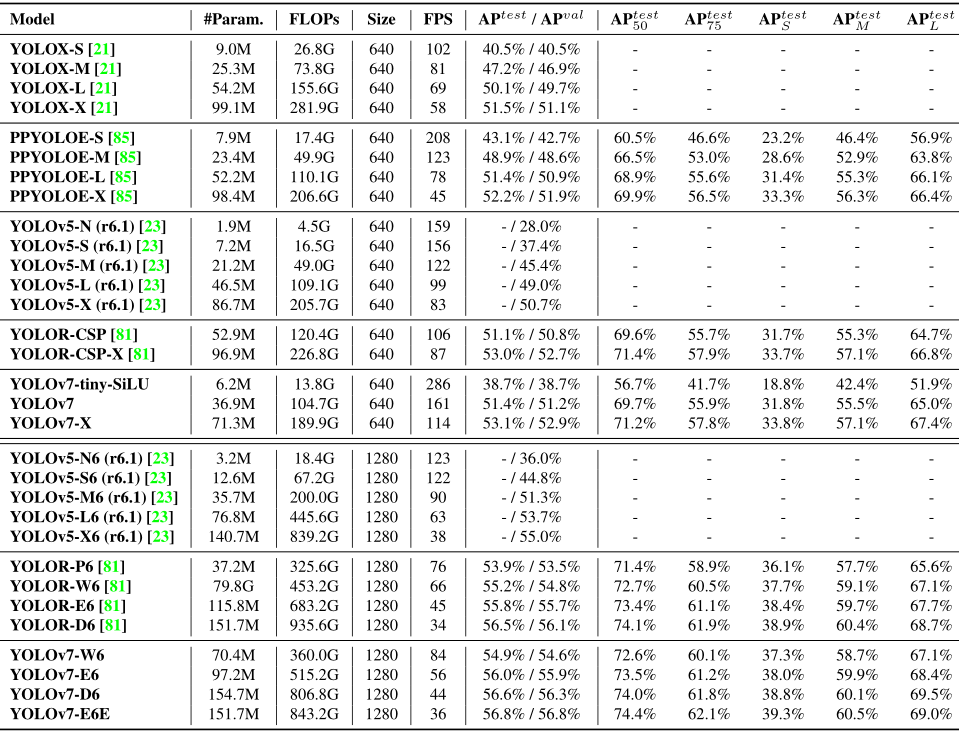 Model #Param. FLOPs Size FPS AP^test / AP^val AP^test_50 AP^test_75 AP^test_S AP^test_M AP^test_L
YOLOX-S [21] 9.0M 26.8G 640 102 40.5% / 40.5% - - - - -
YOLOX-M [21] 25.3M 73.8G 640 81 47.2% / 46.9% - - - - -
YOLOX-L [21] 54.2M 155.6G 640 69 50.1% / 49.7% - - - - -
YOLOX-X [21] 99.1M 281.9G 640 58 51.5% / 51.1% - - - - -
PPYOLOE-S [85] 7.9M 17.4G 640 208 43.1% / 42.7% 60.5% 46.6% 23.2% 46.4% 56.9%
PPYOLOE-M [85] 23.4M 49.9G 640 123 48.9% / 48.6% 66.5% 53.0% 28.6% 52.9% 63.8%
PPYOLOE-L [85] 52.2M 110.1G 640 78 51.4% / 50.9% 68.9% 55.6% 31.4% 55.3% 66.1%
PPYOLOE-X [85] 98.4M 206.6G 640 45 52.2% / 51.9% 69.9% 56.5% 33.3% 56.3% 66.4%
YOLOv5-N (r6.1) [23] 1.9M 4.5G 640 159 - / 28.0% - - - - -
YOLOv5-S (r6.1) [23] 7.2M 16.5G 640 156 - / 37.4% - - - - -
YOLOv5-M (r6.1) [23] 21.2M 49.0G 640 122 - / 45.4% - - - - -
YOLOv5-L (r6.1) [23] 46.5M 109.1G 640 99 - / 49.0% - - - - -
YOLOv5-X (r6.1) [23] 86.7M 205.7G 640 83 - / 50.7% - - - - -
YOLOR-CSP [81] 52.9M 120.4G 640 106 51.1% / 50.8% 69.6% 55.7% 31.7% 55.3% 64.7%
YOLOR-CSP-X [81] 96.9M 226.8G 640 87 53.0% / 52.7% 71.4% 57.9% 33.7% 57.1% 66.8%
YOLOv7-tiny-SiLU 6.2M 13.8G 640 286 38.7% / 38.7% 56.7% 41.7% 18.8% 42.4% 51.9%
YOLOv7 36.9M 104.7G 640 161 51.4% / 51.2% 69.7% 55.9% 31.8% 55.5% 65.0%
YOLOv7-X 71.3M 189.9G 640 114 53.1% / 52.9% 71.2% 57.8% 33.8% 57.1% 67.4%
YOLOv5-N6 (r6.1) [23] 3.2M 18.4G 1280 123 - / 36.0% - - - - -
YOLOv5-S6 (r6.1) [23] 12.6M 67.2G 1280 122 - / 44.8% - - - - -
YOLOv5-M6 (r6.1) [23] 35.7M 200.0G 1280 90 - / 51.3% - - - - -
YOLOv5-L6 (r6.1) [23] 76.8M 445.6G 1280 63 - / 53.7% - - - - -
YOLOv5-X6 (r6.1) [23] 140.7M 839.2G 1280 38 - / 55.0% - - - - -
YOLOR-P6 [81] 37.2M 325.6G 1280 76 53.9% / 53.5% 71.4% 58.9% 36.1% 57.7% 65.6%
YOLOR-W6 [81] 79.8G 453.2G 1280 66 55.2% / 54.8% 72.7% 60.5% 37.7% 59.1% 67.1%
YOLOR-E6 [81] 115.8M 683.2G 1280 45 55.8% / 55.7% 73.4% 61.1% 38.4% 59.7% 67.7%
YOLOR-D6 [81] 151.7M 935.6G 1280 34 56.5% / 56.1% 74.1% 61.9% 38.9% 60.4% 68.7%
YOLOv7-W6 70.4M 360.0G 1280 84 54.9% / 54.6% 72.6% 60.1% 37.3% 58.7% 67.1%
YOLOv7-E6 97.2M 515.2G 1280 56 56.0% / 55.9% 73.5% 61.2% 38.0% 59.9% 68.4%
YOLOv7-D6 154.7M 806.8G 1280 44 56.6% / 56.3% 74.0% 61.8% 38.8% 60.1% 69.5%
YOLOv7-E6E 151.7M 843.2G 1280 36 56.8% / 56.8% 74.4% 62.1% 39.3% 60.5% 69.0%